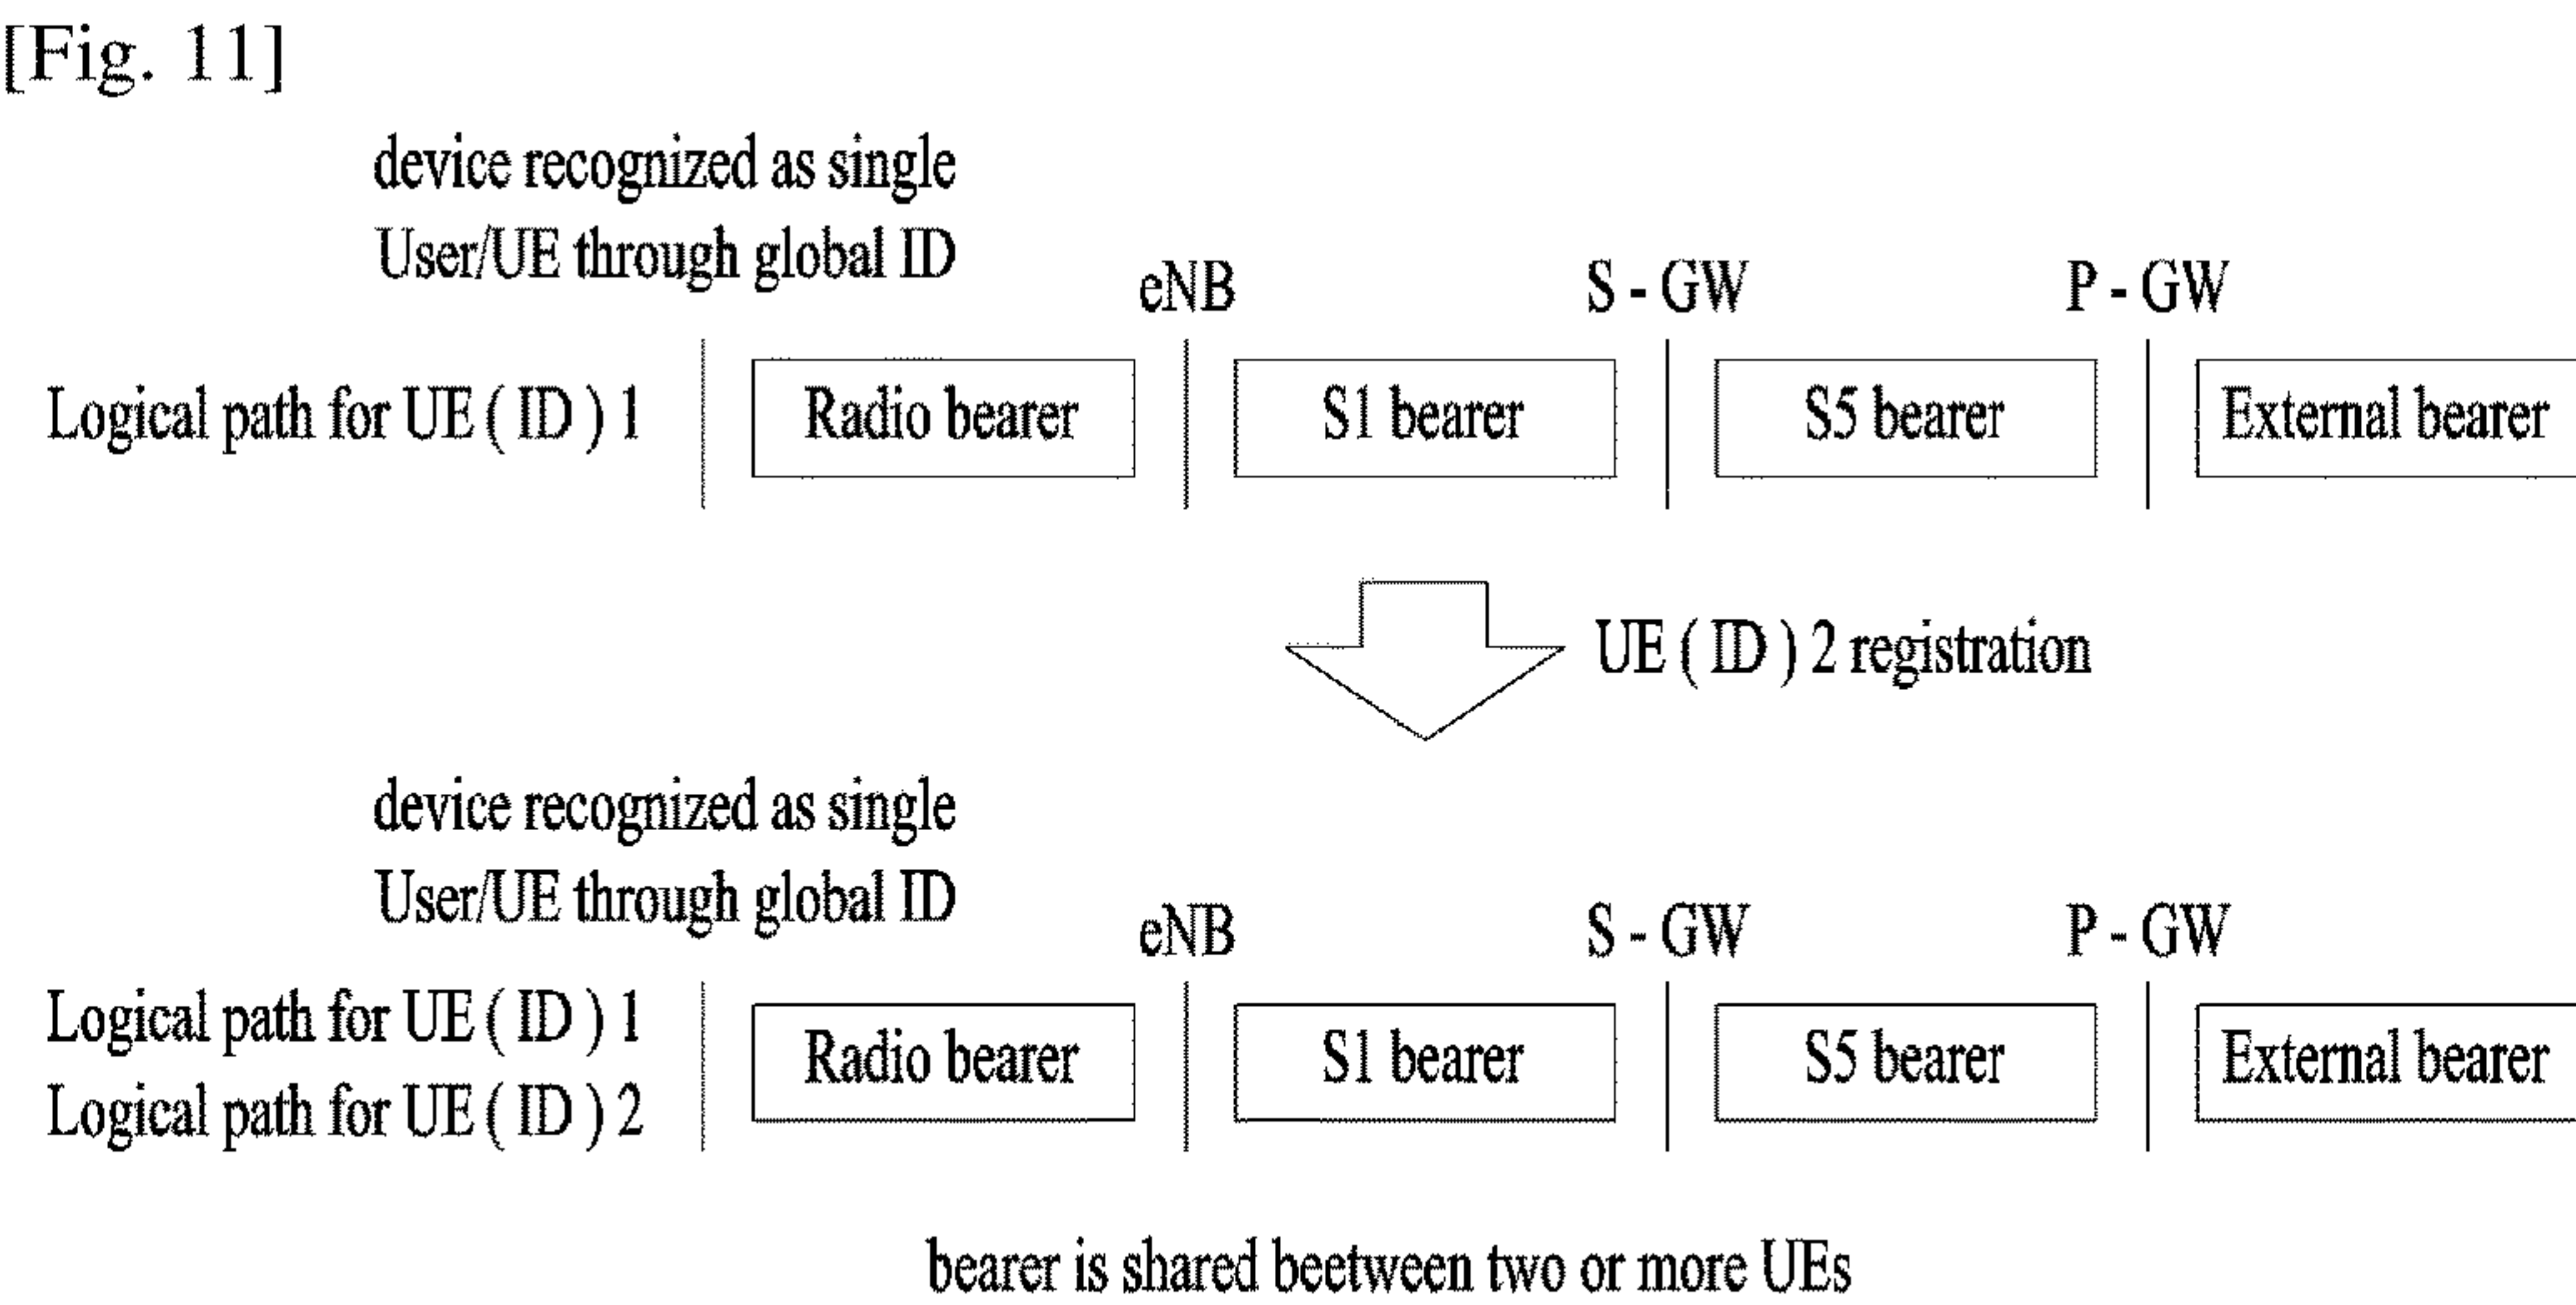 [Fig. 11]
device recognized as single
User/UE through global ID
eNB
S - GW
P - GW
Logical path for UE ( ID ) 1
Radio bearer
S1 bearer
S5 bearer
External bearer
UE ( ID ) 2 registration
device recognized as single
User/UE through global ID
eNB
S - GW
P - GW
Logical path for UE ( ID ) 1
Logical path for UE ( ID ) 2
Radio bearer
S1 bearer
S5 bearer
External bearer
bearer is shared beetween two or more UEs